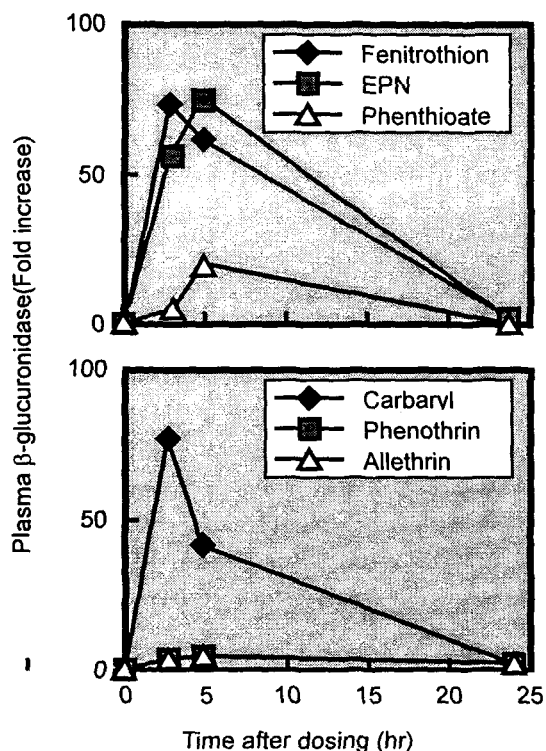 Plasma β-glucuronidase(Fold increase)
100
50
0
Fenitrothion
EPN
Phenthioate
100
50
0
Carbaryl
Phenothrin
Allethrin
0 5 10 15 20 25
Time after dosing (hr)